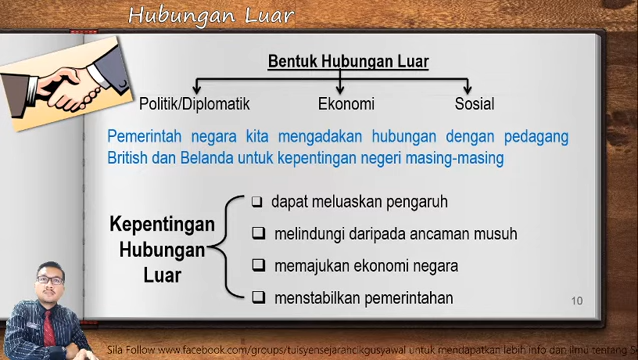 Hubungan Luar
Bentuk Hubungan Luar
Politik/Diplomatik Ekonomi Sosial
Pemerintah negara kita mengadakan hubungan dengan pedagang
British dan Belanda untuk kepentingan negeri masing-masing
Kepentingan
Hubungan
Luar
dapat meluaskan pengaruh
melindungi daripada ancaman musuh
memajukan ekonomi negara
menstabilkan pemerintahan
10
Sila Follow www.facebook.com/groups/tuisyensejarahcikgusyawal untuk mendapatkan lebih info dan ilmu tentang